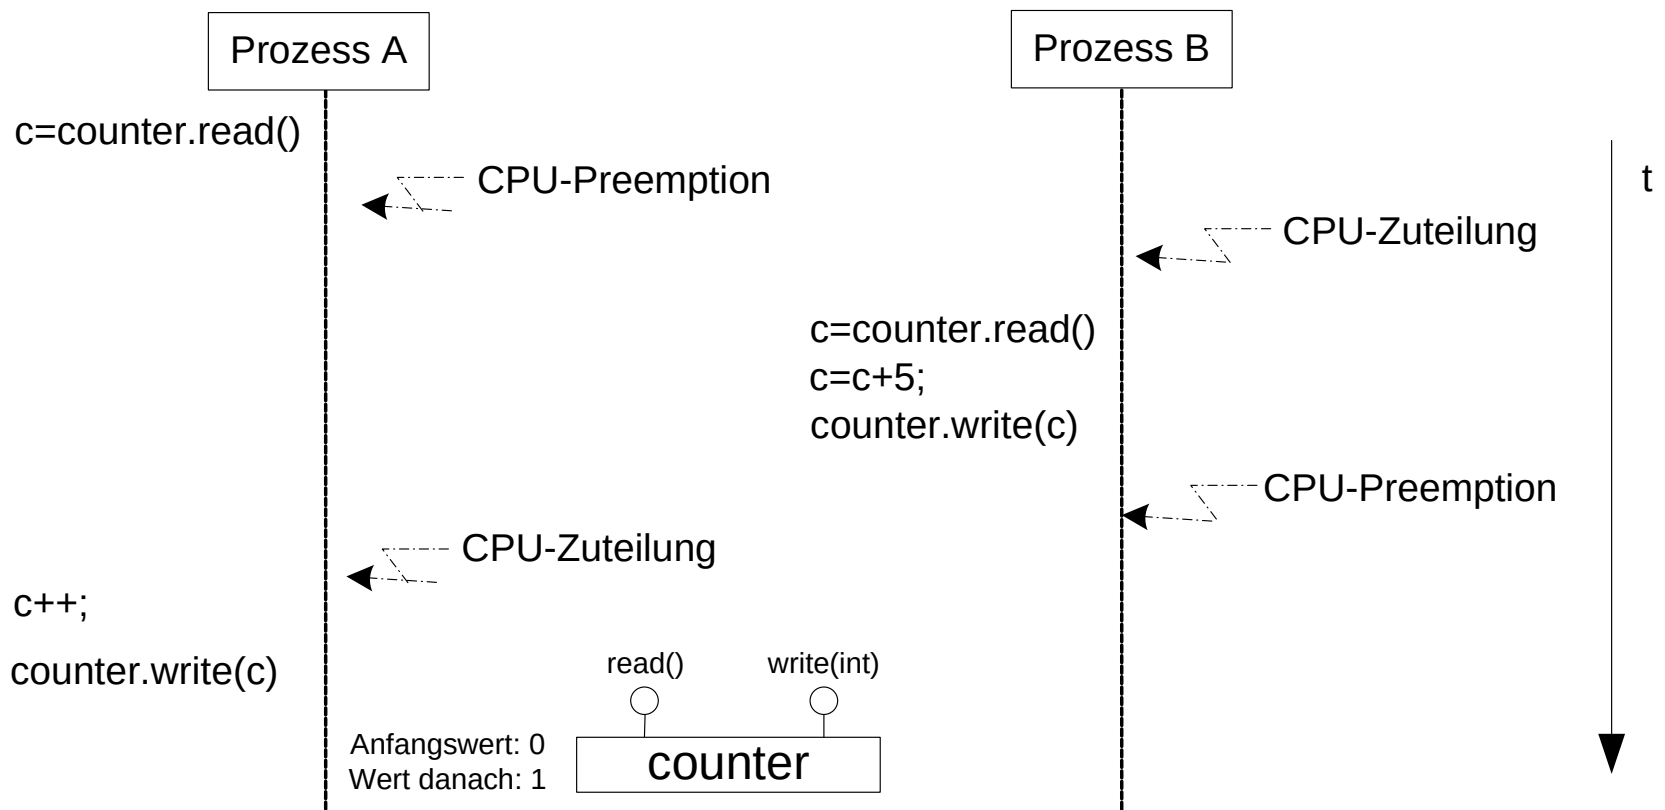 Prozess A
Prozess B
c=counter.read()
CPU-Preemption
t
CPU-Zuteilung
c=counter.read()
c=c+5;
counter.write(c)
CPU-Preemption
CPU-Zuteilung
c++;
counter.write(c)
read()
write(int)
Anfangswert: 0
Wert danach: 1
counter